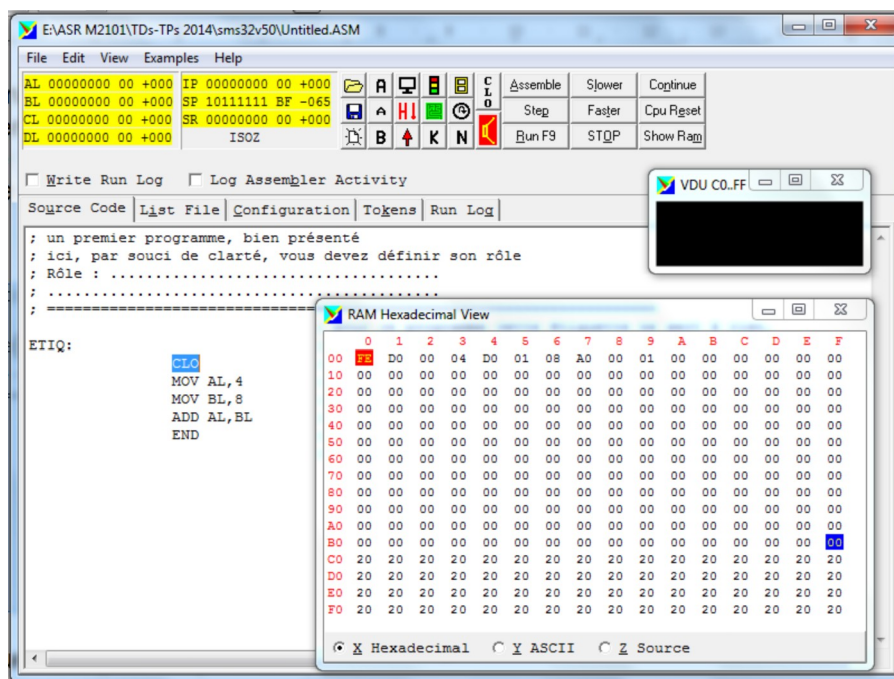 E:\ASR M2101\TDs-TPs 2014\sms32v50\Untitled.ASM
File Edit View Examples Help
AL 00000000 00 +000 IP 00000000 00 +000
BL 00000000 00 +000 SP 10111111 BF -065
CL 00000000 00 +000 SR 00000000 00 +000
DL 00000000 00 +000 ISOZ
A CLO Assemble Slower Continue
A Step Faster Cpu Reset
B K N Run F9 STOP Show Ram
Write Run Log Log Assembler Activity
Source Code List File Configuration Tokens Run Log
; un premier programme, bien présenté
; ici, par souci de clarté, vous devez définir son rôle
; Rôle : .......................................
; ...............................................
; ===============================================
ETIQ:
CLO
MOV AL,4
MOV BL,8
ADD AL,BL
END
VDU C0..FF
RAM Hexadecimal View
0 1 2 3 4 5 6 7 8 9 A B C D E F
00 FE D0 00 04 D0 01 08 A0 00 01 00 00 00 00 00 00
10 00 00 00 00 00 00 00 00 00 00 00 00 00 00 00 00
20 00 00 00 00 00 00 00 00 00 00 00 00 00 00 00 00
30 00 00 00 00 00 00 00 00 00 00 00 00 00 00 00 00
40 00 00 00 00 00 00 00 00 00 00 00 00 00 00 00 00
50 00 00 00 00 00 00 00 00 00 00 00 00 00 00 00 00
60 00 00 00 00 00 00 00 00 00 00 00 00 00 00 00 00
70 00 00 00 00 00 00 00 00 00 00 00 00 00 00 00 00
80 00 00 00 00 00 00 00 00 00 00 00 00 00 00 00 00
90 00 00 00 00 00 00 00 00 00 00 00 00 00 00 00 00
A0 00 00 00 00 00 00 00 00 00 00 00 00 00 00 00 00
B0 00 00 00 00 00 00 00 00 00 00 00 00 00 00 00 00
C0 20 20 20 20 20 20 20 20 20 20 20 20 20 20 20 20
D0 20 20 20 20 20 20 20 20 20 20 20 20 20 20 20 20
E0 20 20 20 20 20 20 20 20 20 20 20 20 20 20 20 20
F0 20 20 20 20 20 20 20 20 20 20 20 20 20 20 20 20
X Hexadecimal Y ASCII Z Source